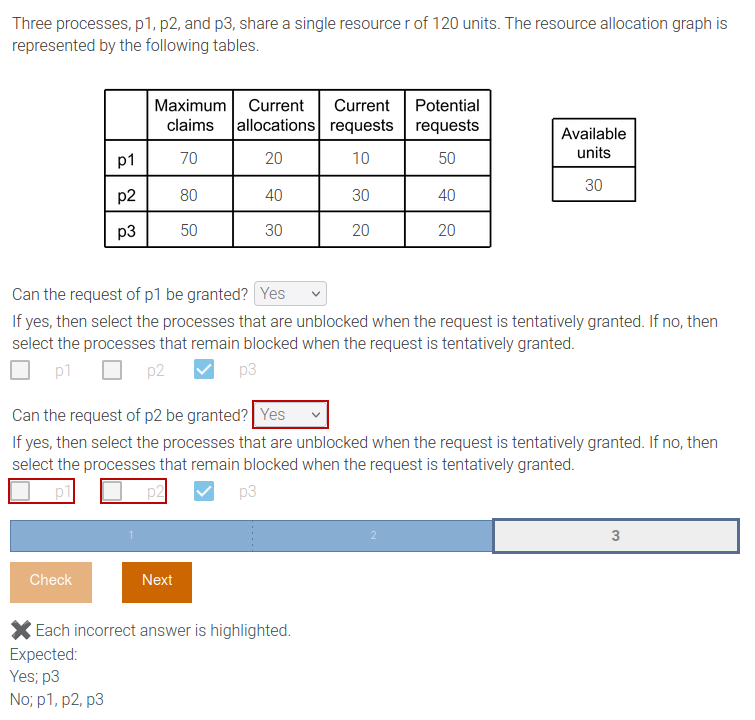 Three processes, p1, p2, and p3, share a single resource r of 120 units. The resource allocation graph is
represented by the following tables.
Maximum claims Current allocations Current requests Potential requests
p1 70 20 10 50
p2 80 40 30 40
p3 50 30 20 20
Available units
30
Can the request of p1 be granted? Yes
If yes, then select the processes that are unblocked when the request is tentatively granted. If no, then
select the processes that remain blocked when the request is tentatively granted.
p1 p2 p3
Can the request of p2 be granted? Yes
If yes, then select the processes that are unblocked when the request is tentatively granted. If no, then
select the processes that remain blocked when the request is tentatively granted.
p1 p2 p3
1 2 3
Check Next
Each incorrect answer is highlighted.
Expected:
Yes; p3
No; p1, p2, p3